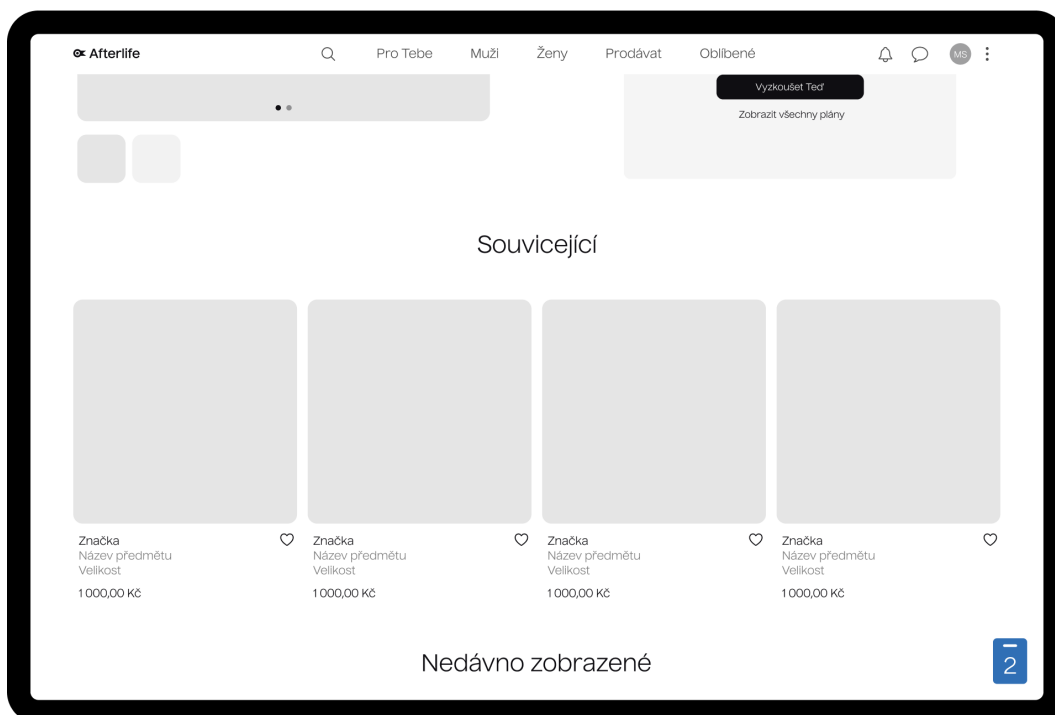 Afterlife
Pro Tebe
Muži
Ženy
Prodávat
Oblíbené
MS
Vyzkoušet Teď
Zobrazit všechny plány
Souvicející
Značka
Název předmětu
Velikost
1 000,00 Kč
Značka
Název předmětu
Velikost
1 000,00 Kč
Značka
Název předmětu
Velikost
1 000,00 Kč
Značka
Název předmětu
Velikost
1 000,00 Kč
Nedávno zobrazené
2